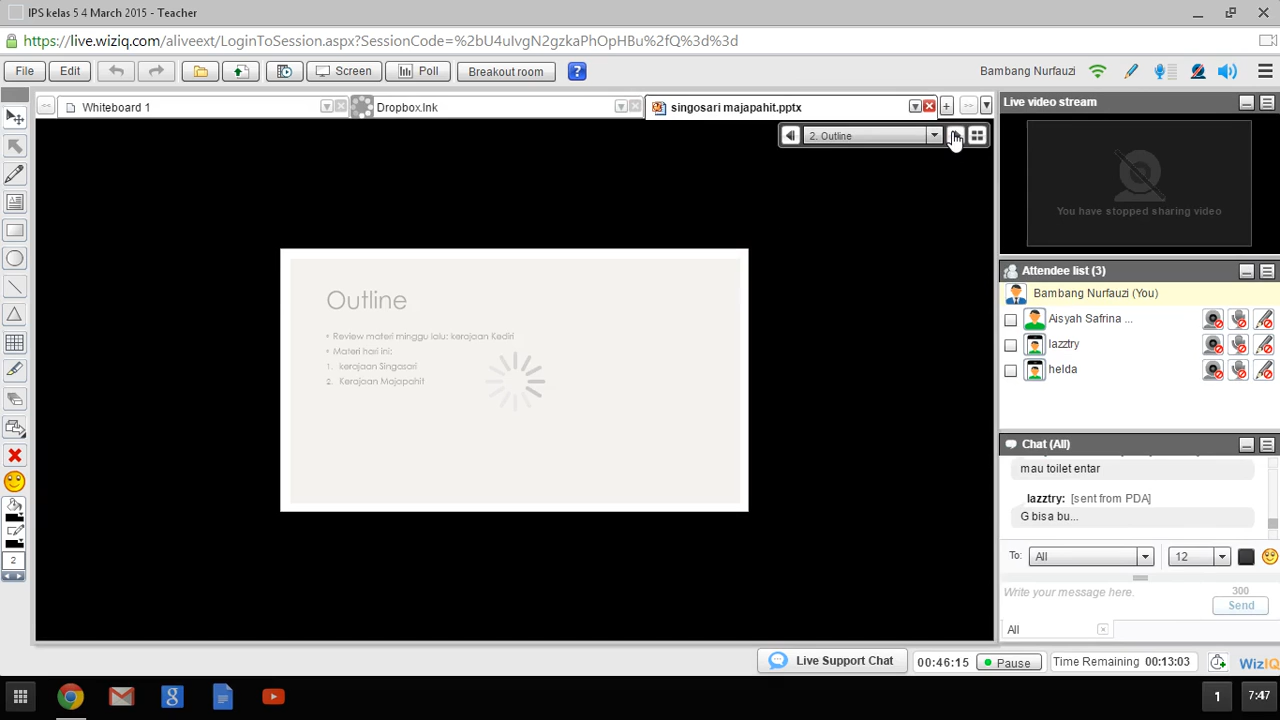 IPS kelas 5 4 March 2015 - Teacher
https://live.wiziq.com/aliveext/LoginToSession.aspx?SessionCode=%2bU4uIvgN2gzkaPhOpHBu%2fQ%3d%3d
File Edit Screen Poll Breakout room ? Bambang Nurfauzi
Whiteboard 1
Dropbox.lnk
singosari majapahit.pptx
Live video stream
2. Outline
You have stopped sharing video
Outline
• Review materi minggu lalu: kerajaan Kediri
• Materi hari ini:
1. kerajaan Singosari
2. Kerajaan Majapahit
Attendee list (3)
Bambang Nurfauzi (You)
Aisyah Safrina ...
lazztry
helda
Chat (All)
mau toilet entar
lazztry: [sent from PDA]
G bisa bu...
To: All 12
Write your message here. 300
Send
All
2
Live Support Chat 00:46:15 Pause Time Remaining 00:13:03 WizIQ
1 7:47